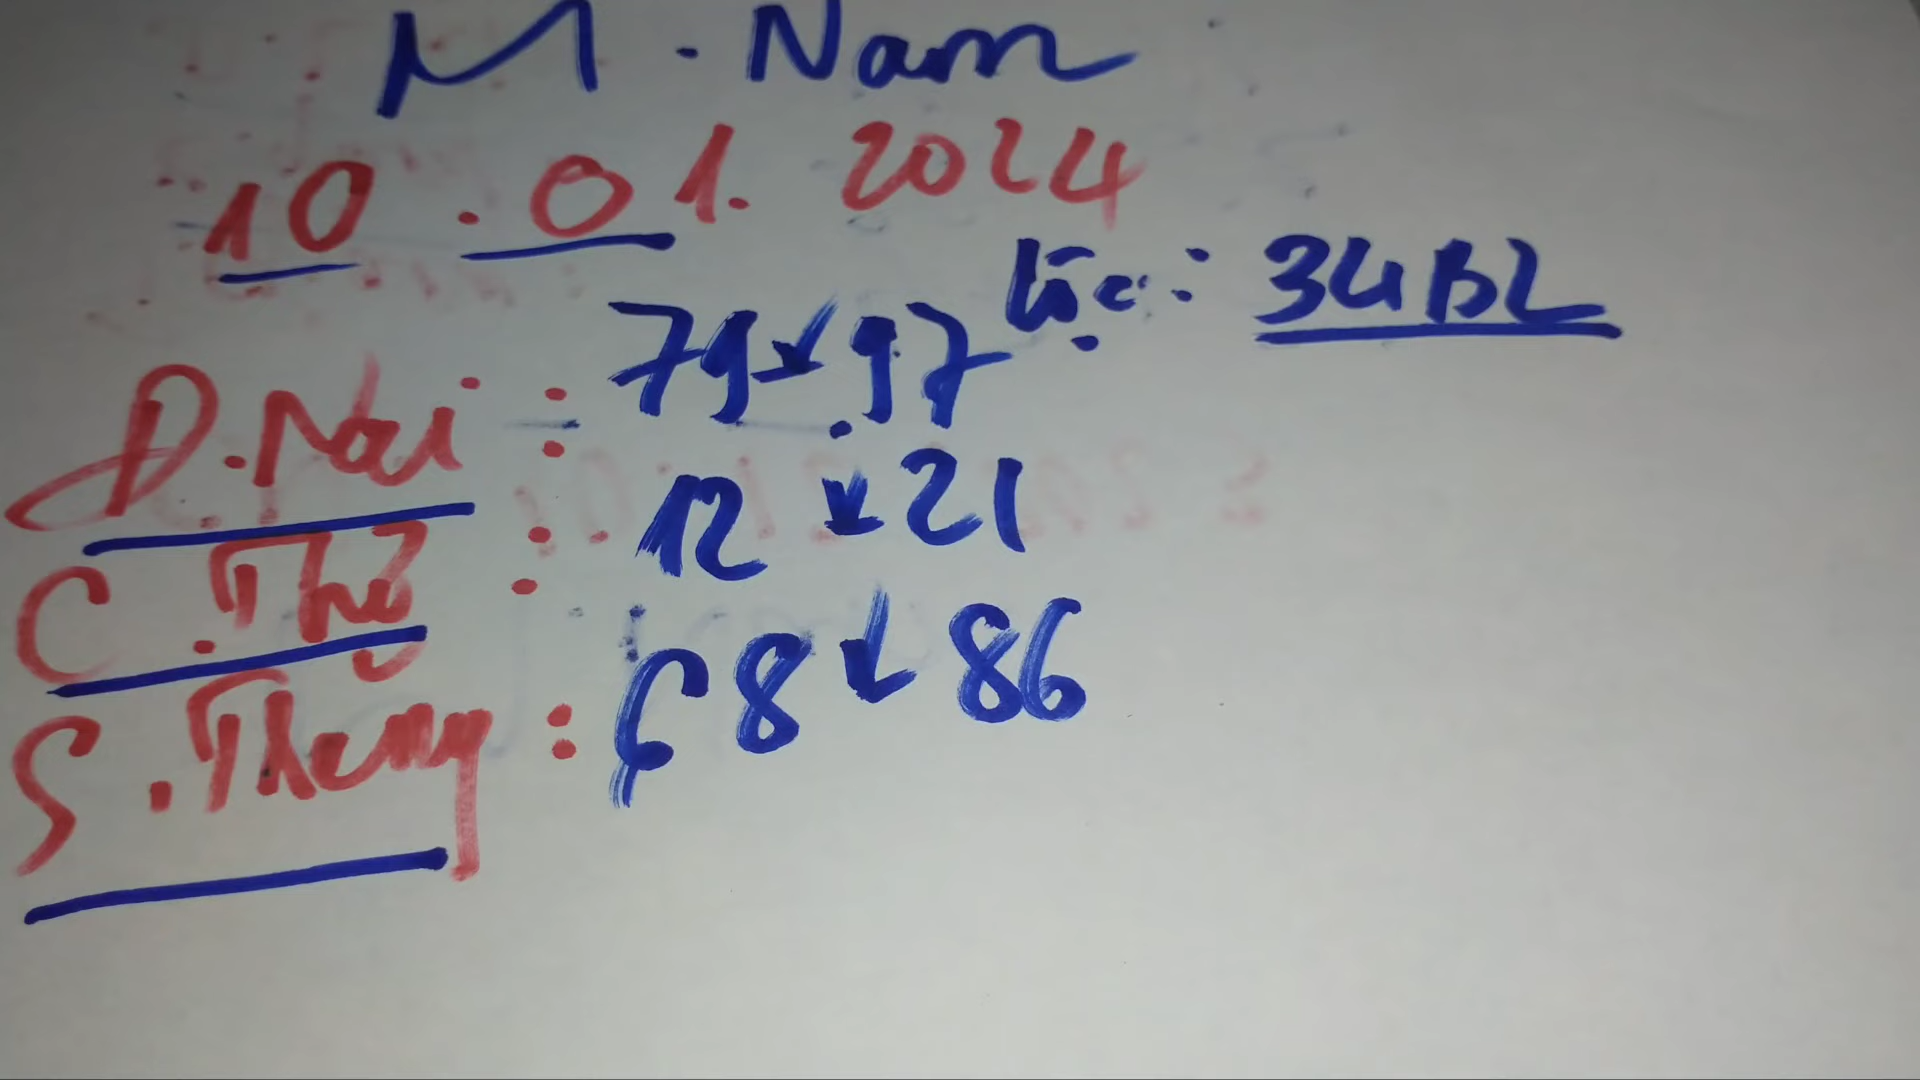 M. Nam
10.01.2024
Lộc: 34BL
Đ.Nai: 79 97
C.Thơ: 12 21
S.Trăng: 68 86